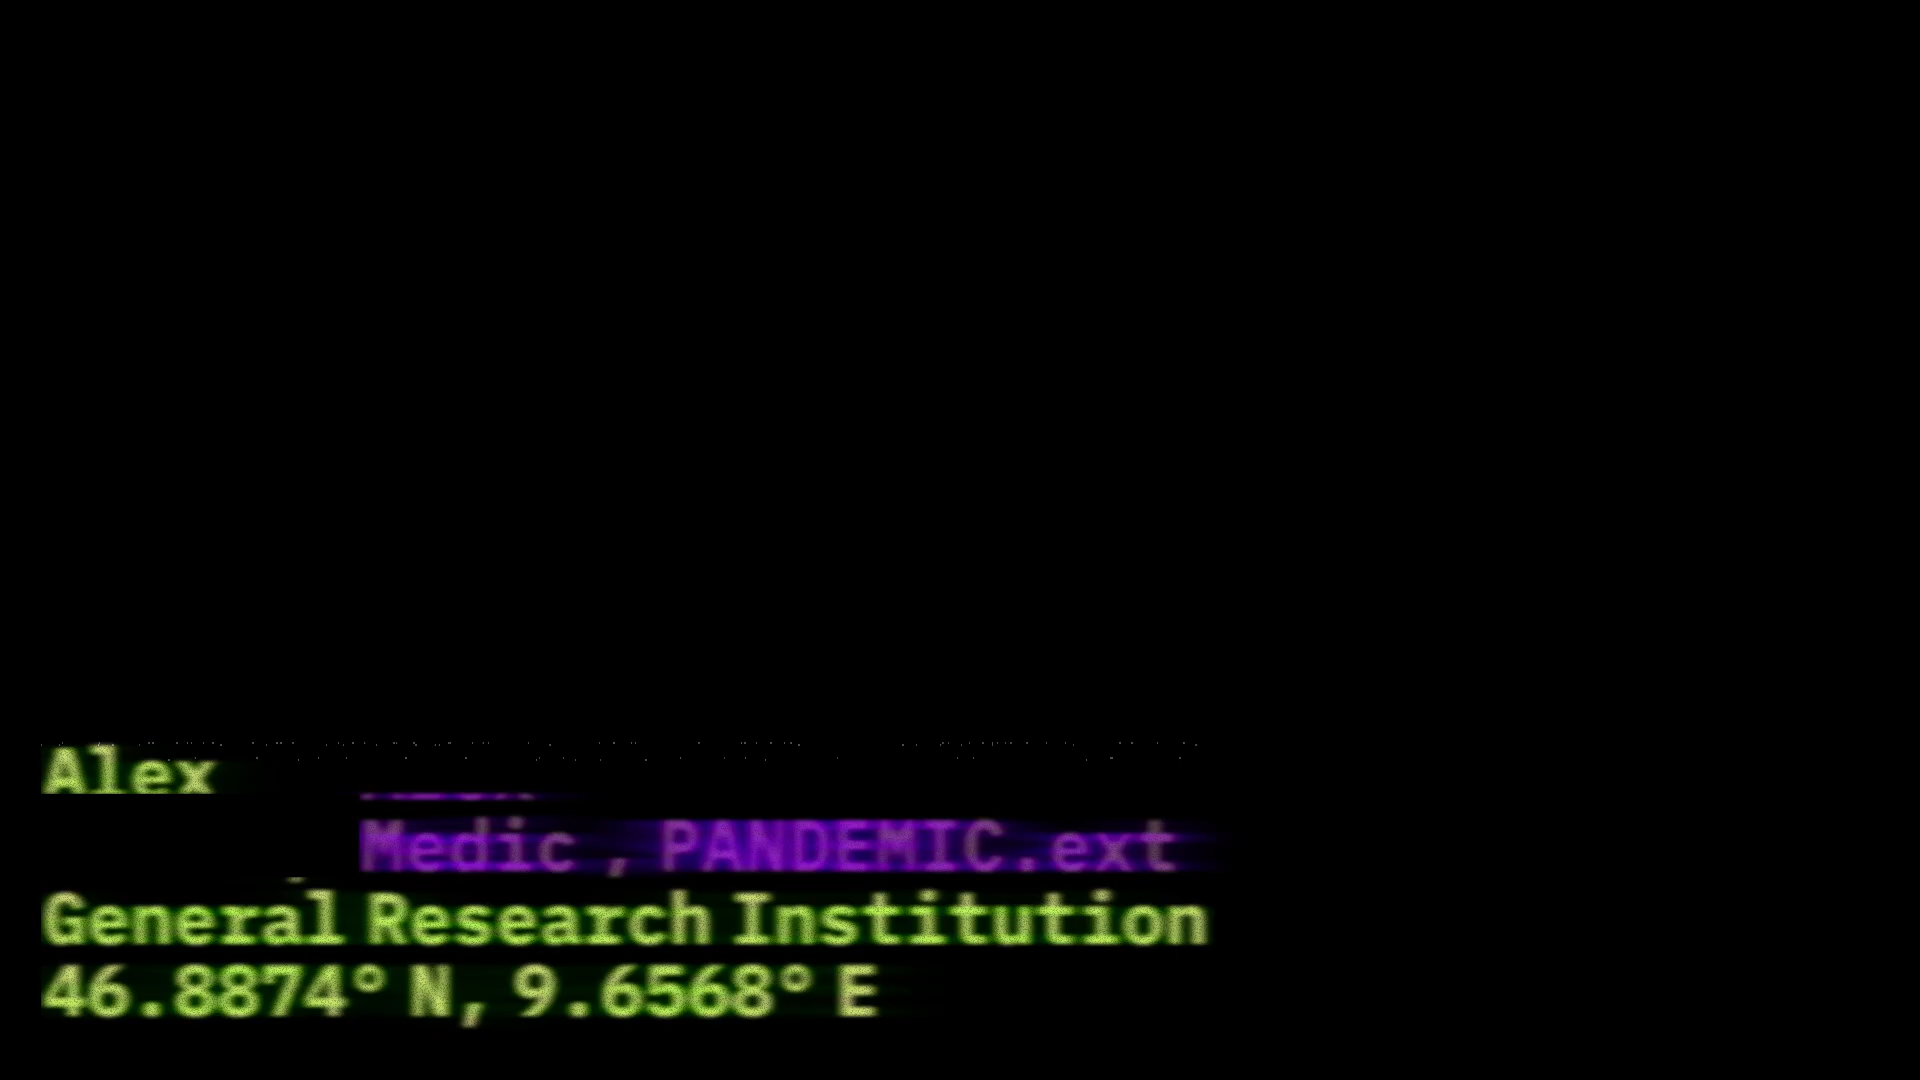 Alex
Medic , PANDEMIC.ext
General Research Institution
46.8874° N, 9.6568° E